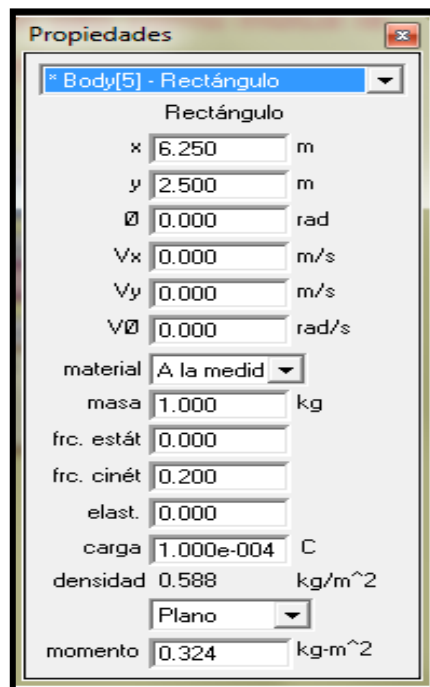 Propiedades
* Body[5] - Rectángulo
Rectángulo
x 6.250 m
y 2.500 m
Ø 0.000 rad
Vx 0.000 m/s
Vy 0.000 m/s
VØ 0.000 rad/s
material A la medid
masa 1.000 kg
frc. estát 0.000
frc. cinét 0.200
elast. 0.000
carga 1.000e-004 C
densidad 0.588 kg/m^2
Plano
momento 0.324 kg-m^2